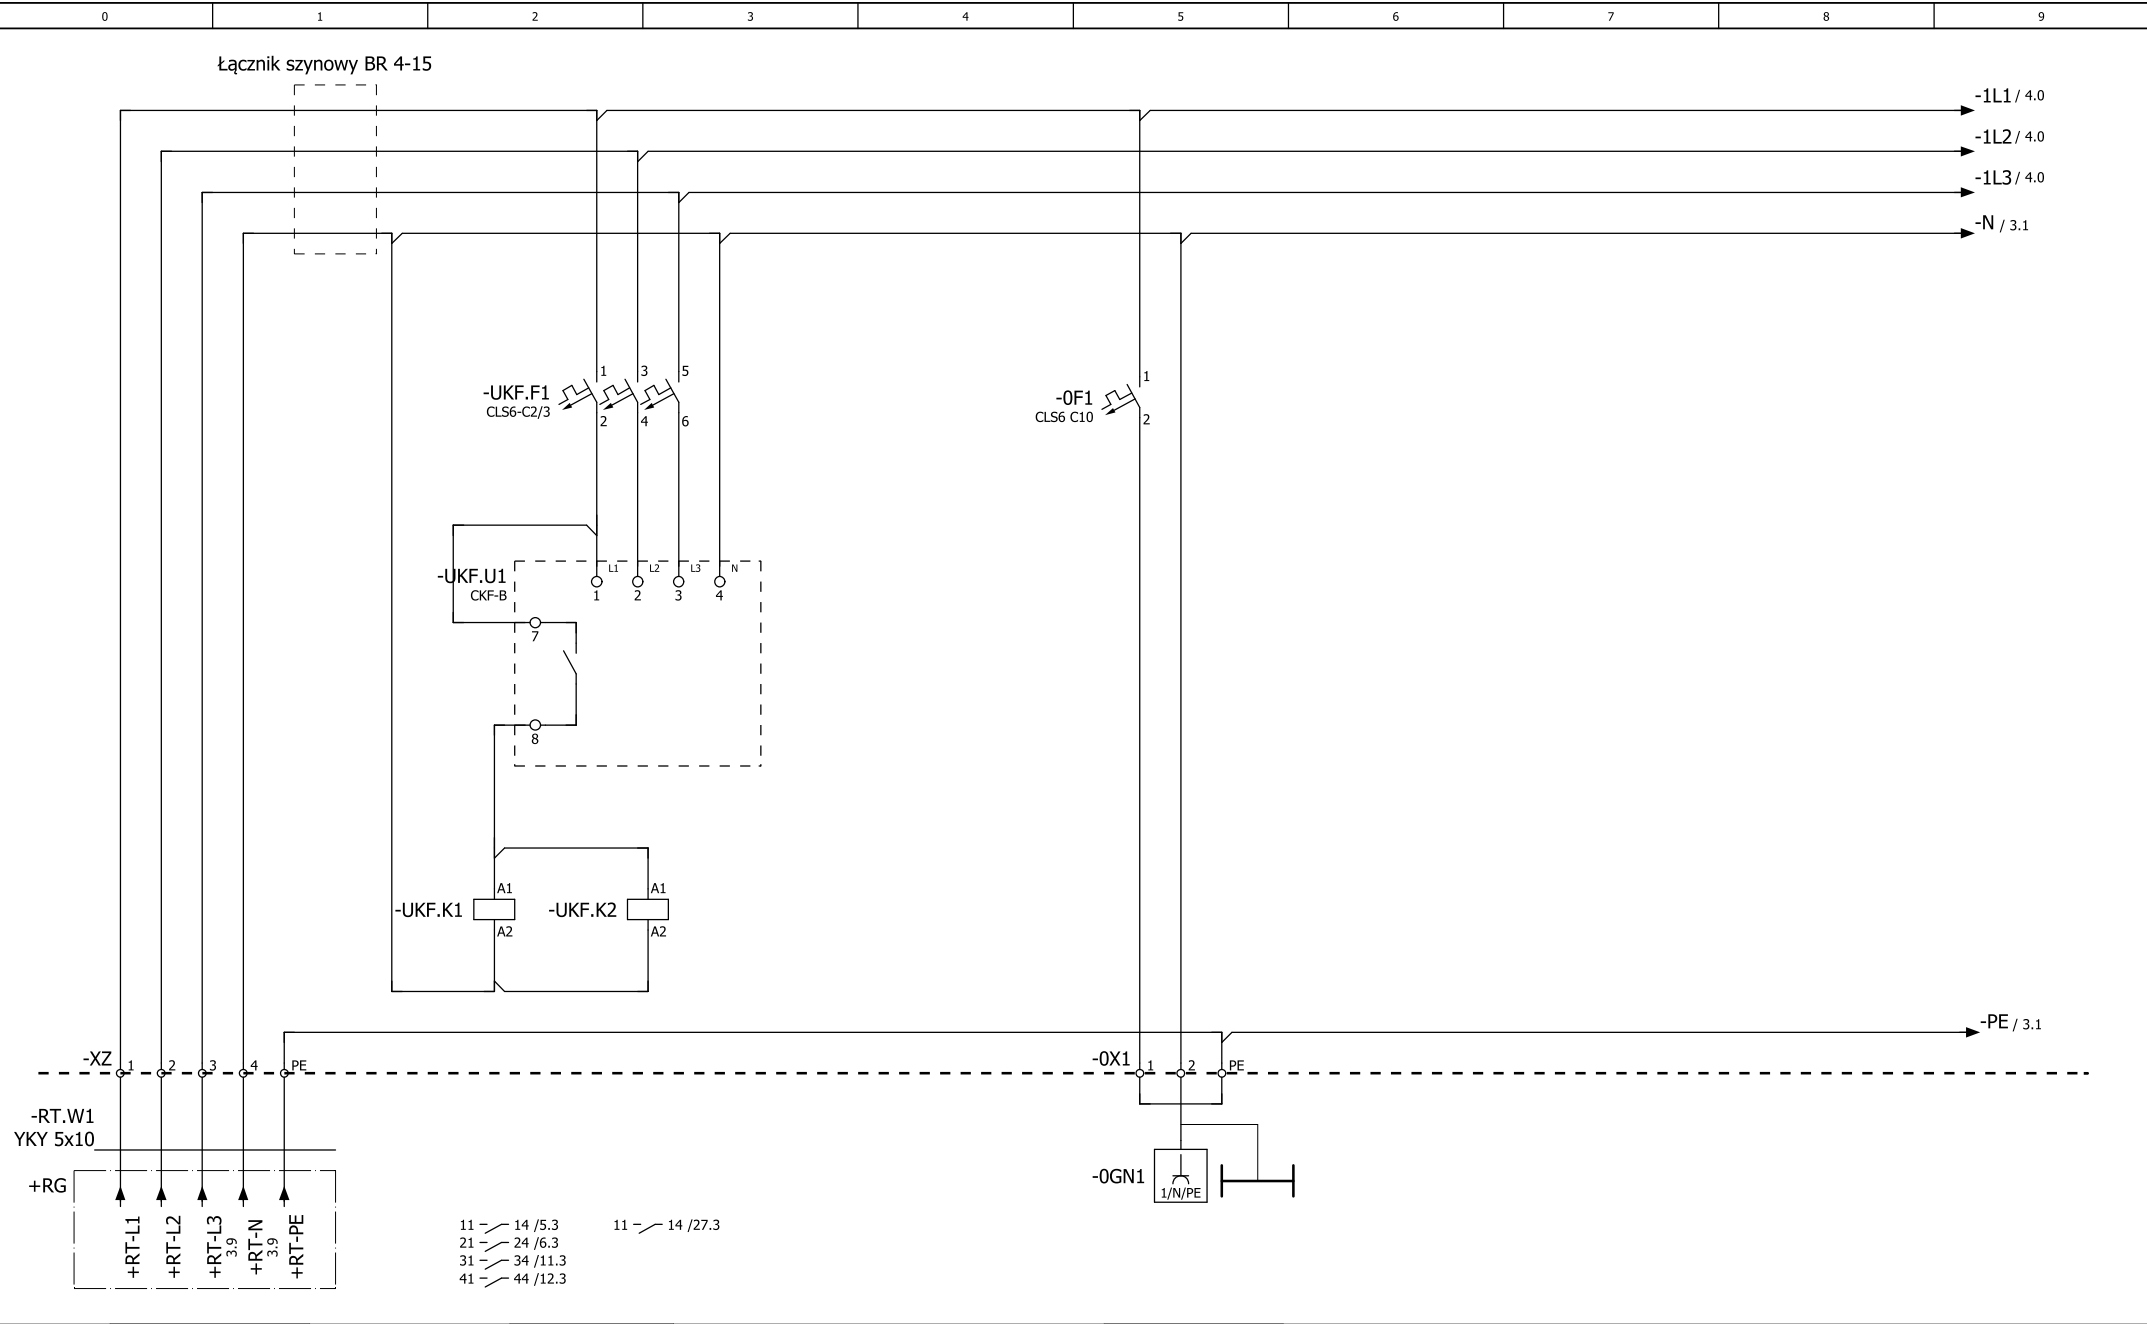 0 1 2 3 4 5 6 7 8 9
Łącznik szynowy BR 4-15
-1L1 / 4.0
-1L2 / 4.0
-1L3 / 4.0
-N / 3.1
1 3 5
-UKF.F1
CLS6-C2/3
2 4 6
1
-0F1
CLS6 C10
2
L1 L2 L3 N
-UKF.U1
CKF-B
1 2 3 4
7
8
A1 A1
-UKF.K1 -UKF.K2
A2 A2
-PE / 3.1
-XZ 1 2 3 4 PE
-0X1 1 2 PE
-RT.W1
YKY 5x10
+RG
-0GN1
1/N/PE
+RT-L1
+RT-L2
+RT-L3
3.9
+RT-N
3.9
+RT-PE
11 14 /5.3 11 14 /27.3
21 24 /6.3
31 34 /11.3
41 44 /12.3